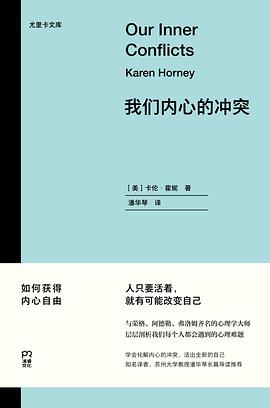 尤里卡文库
Our Inner
Conflicts
Karen Horney
我们内心的冲突
［美］卡伦·霍妮 著
潘华琴 译
如何获得
内心自由
人只要活着，
就有可能改变自己
与荣格、阿德勒、弗洛姆齐名的心理学大师
层层剖析我们每个人都会遇到的心理难题
学会化解内心的冲突，活出全新的自己
知名译者、苏州大学教授潘华琴长篇导读推荐
浦睿文化